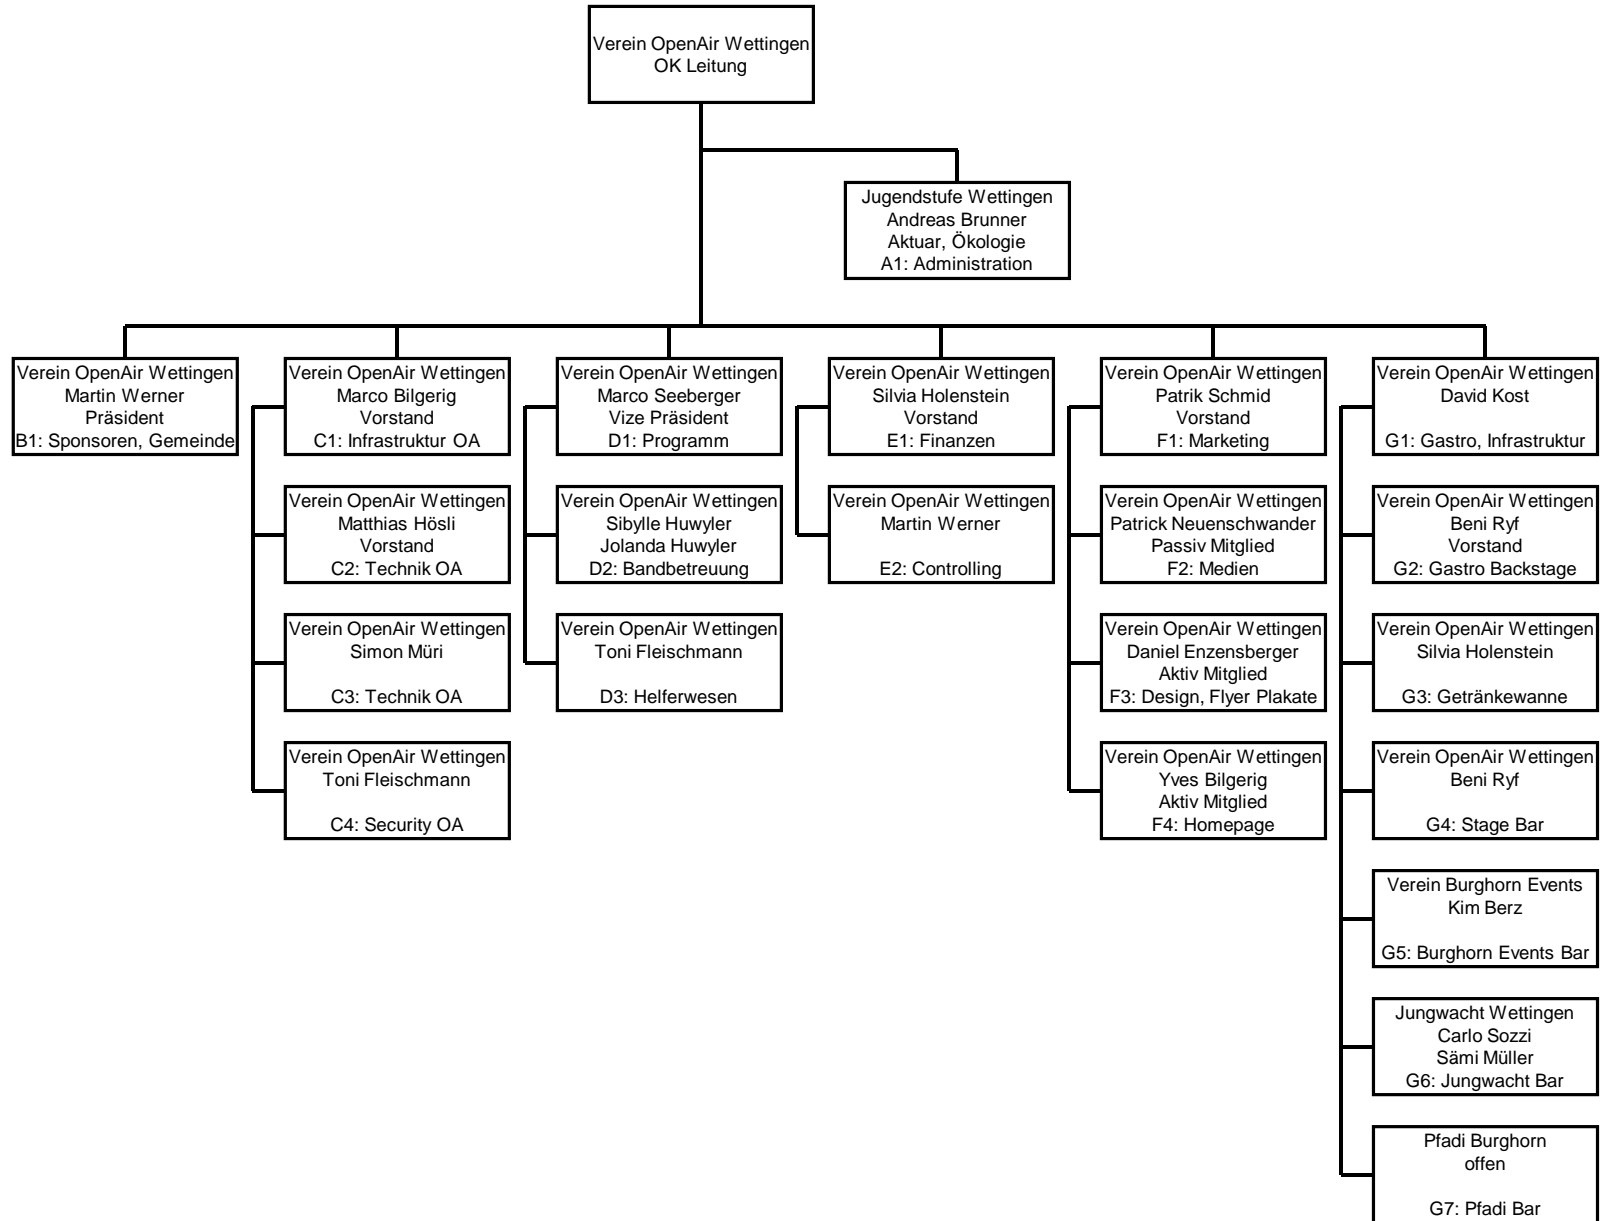 Verein OpenAir Wettingen
OK Leitung
Jugendstufe Wettingen
Andreas Brunner
Aktuar, Ökologie
A1: Administration
Verein OpenAir Wettingen
Martin Werner
Präsident
B1: Sponsoren, Gemeinde
Verein OpenAir Wettingen
Marco Bilgerig
Vorstand
C1: Infrastruktur OA
Verein OpenAir Wettingen
Matthias Hösli
Vorstand
C2: Technik OA
Verein OpenAir Wettingen
Simon Müri
C3: Technik OA
Verein OpenAir Wettingen
Toni Fleischmann
C4: Security OA
Verein OpenAir Wettingen
Marco Seeberger
Vize Präsident
D1: Programm
Verein OpenAir Wettingen
Sibylle Huwyler
Jolanda Huwyler
D2: Bandbetreuung
Verein OpenAir Wettingen
Toni Fleischmann
D3: Helferwesen
Verein OpenAir Wettingen
Silvia Holenstein
Vorstand
E1: Finanzen
Verein OpenAir Wettingen
Martin Werner
E2: Controlling
Verein OpenAir Wettingen
Patrik Schmid
Vorstand
F1: Marketing
Verein OpenAir Wettingen
Patrick Neuenschwander
Passiv Mitglied
F2: Medien
Verein OpenAir Wettingen
Daniel Enzensberger
Aktiv Mitglied
F3: Design, Flyer Plakate
Verein OpenAir Wettingen
Yves Bilgerig
Aktiv Mitglied
F4: Homepage
Verein OpenAir Wettingen
David Kost
G1: Gastro, Infrastruktur
Verein OpenAir Wettingen
Beni Ryf
Vorstand
G2: Gastro Backstage
Verein OpenAir Wettingen
Silvia Holenstein
G3: Getränkewanne
Verein OpenAir Wettingen
Beni Ryf
G4: Stage Bar
Verein Burghorn Events
Kim Berz
G5: Burghorn Events Bar
Jungwacht Wettingen
Carlo Sozzi
Sämi Müller
G6: Jungwacht Bar
Pfadi Burghorn
offen
G7: Pfadi Bar